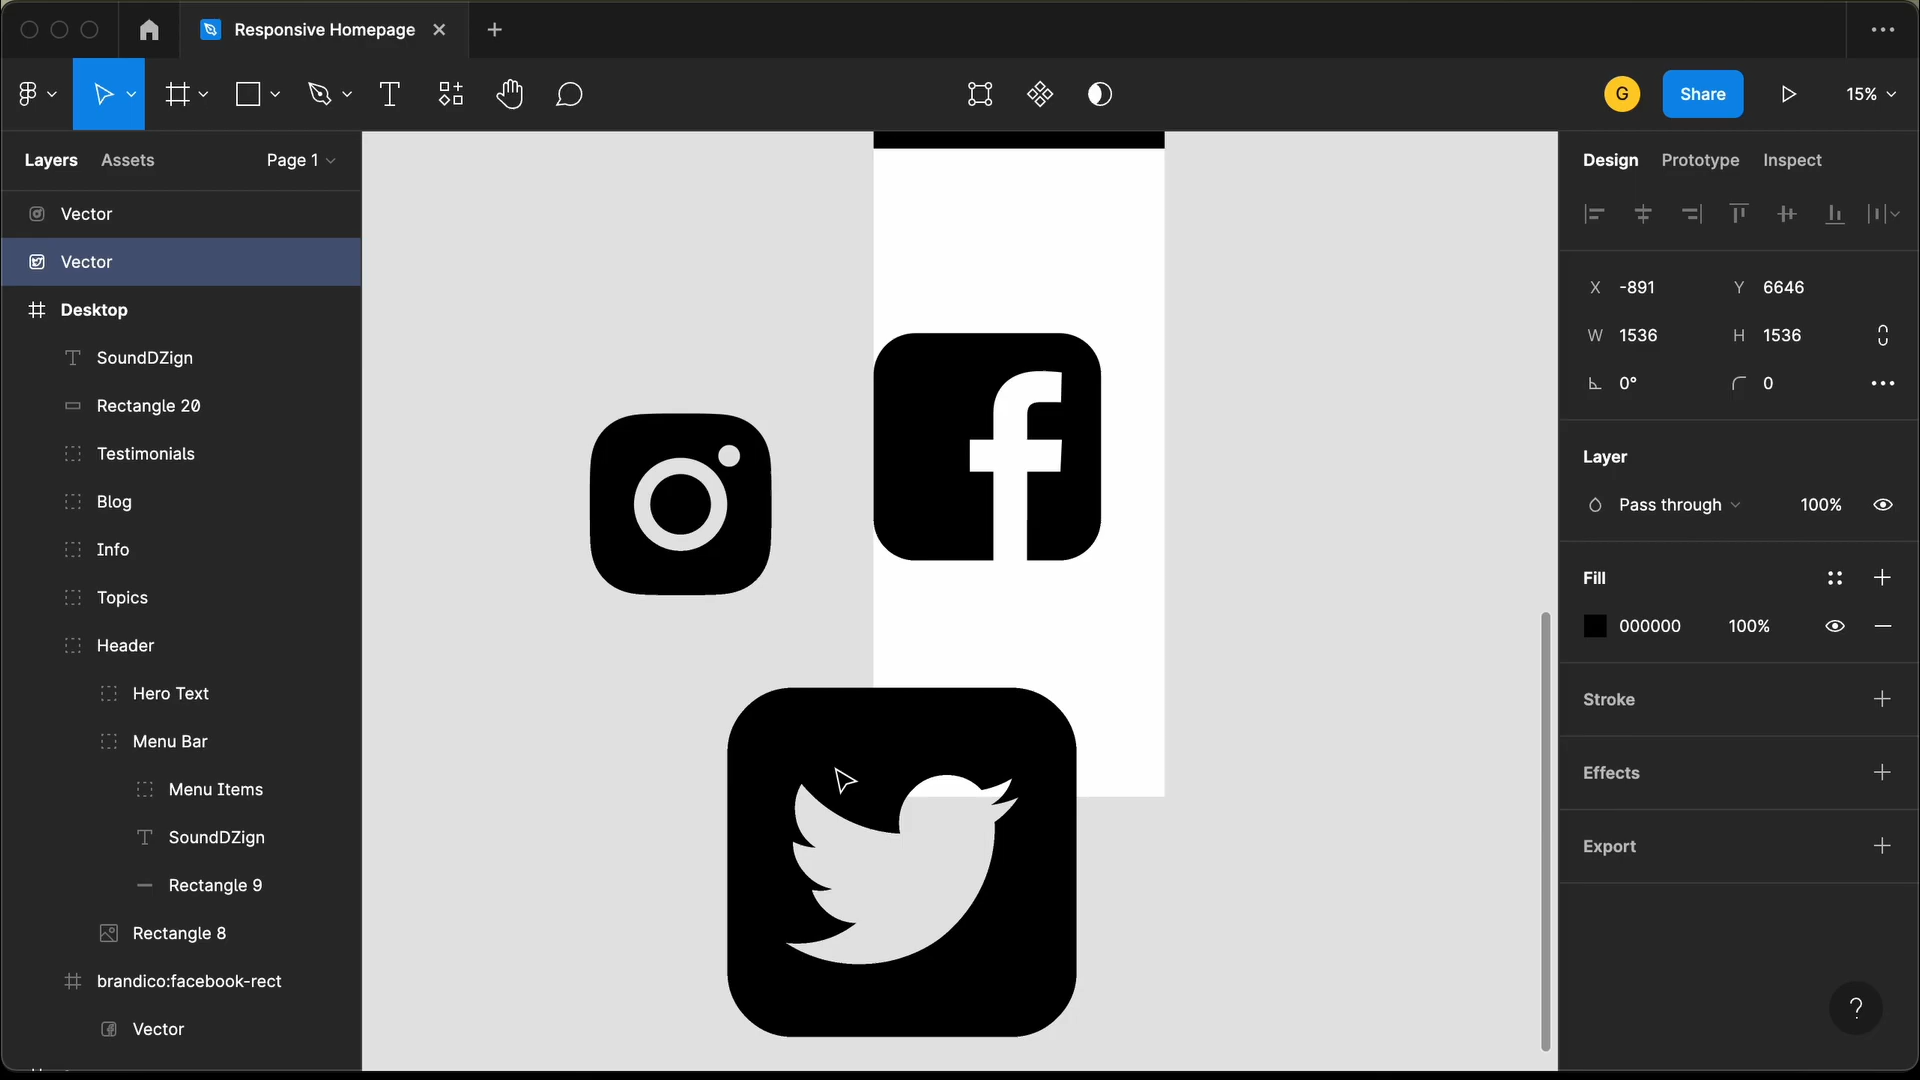 Responsive Homepage
G
Share
15%
Layers
Assets
Page 1
Vector
Vector
Desktop
SoundDZign
Rectangle 20
Testimonials
Blog
Info
Topics
Header
Hero Text
Menu Bar
Menu Items
SoundDZign
Rectangle 9
Rectangle 8
brandico:facebook-rect
Vector
Design
Prototype
Inspect
X -891
Y 6646
W 1536
H 1536
0°
0
Layer
Pass through
100%
Fill
000000
100%
Stroke
Effects
Export
?